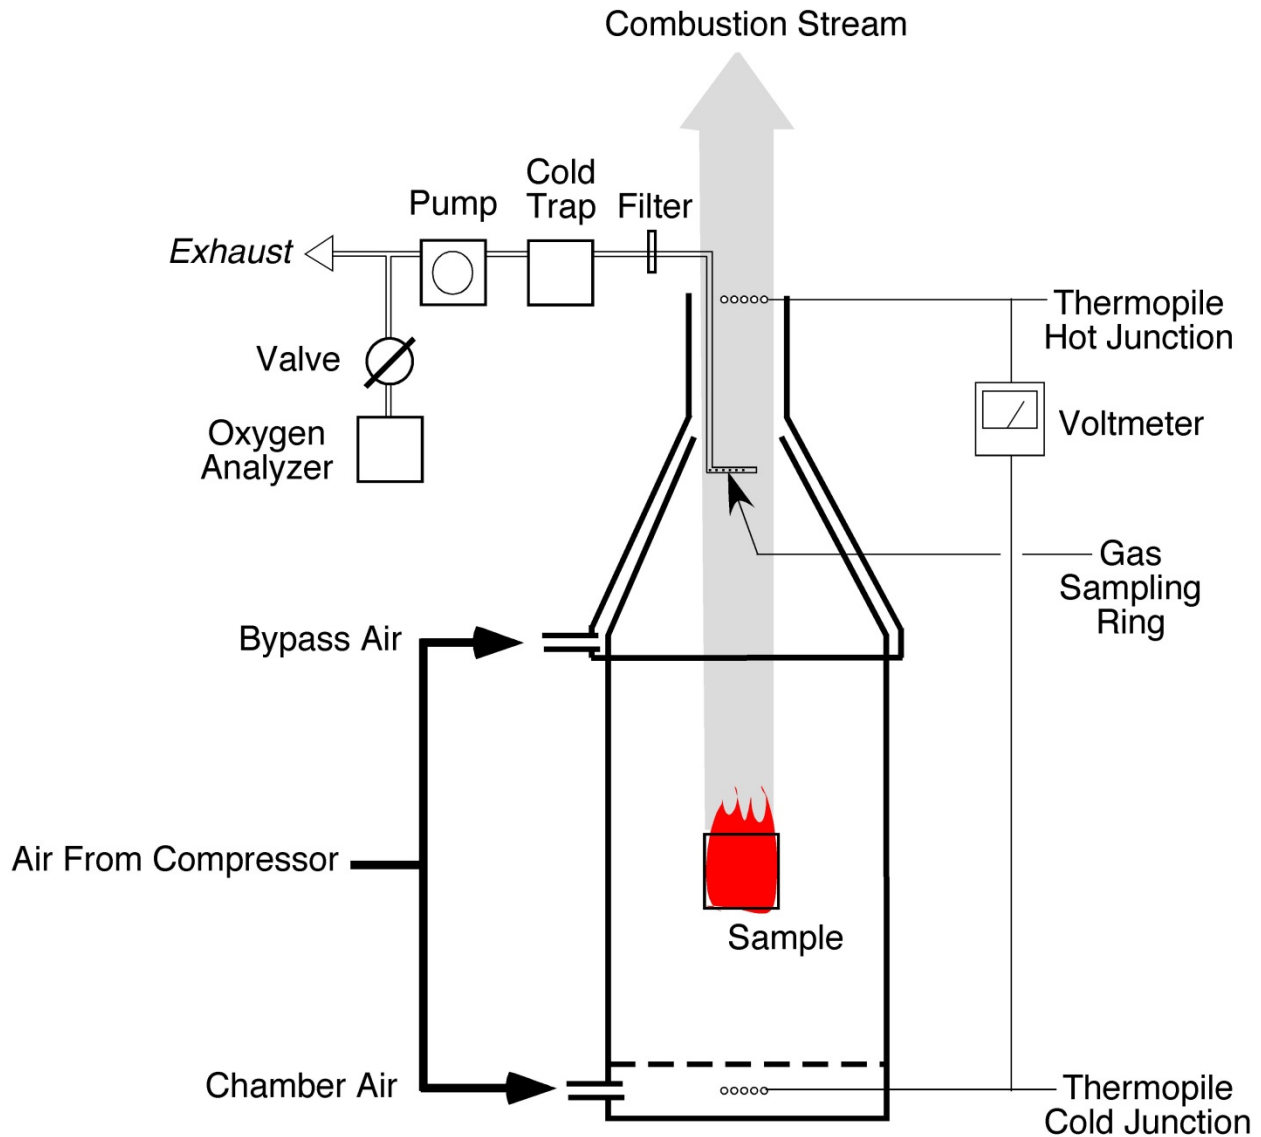 Combustion Stream
Cold
Trap
Pump
Filter
Exhaust
Thermopile
Hot Junction
Valve
Voltmeter
Oxygen
Analyzer
Gas
Sampling
Ring
Bypass Air
Air From Compressor
Sample
Chamber Air
Thermopile
Cold Junction